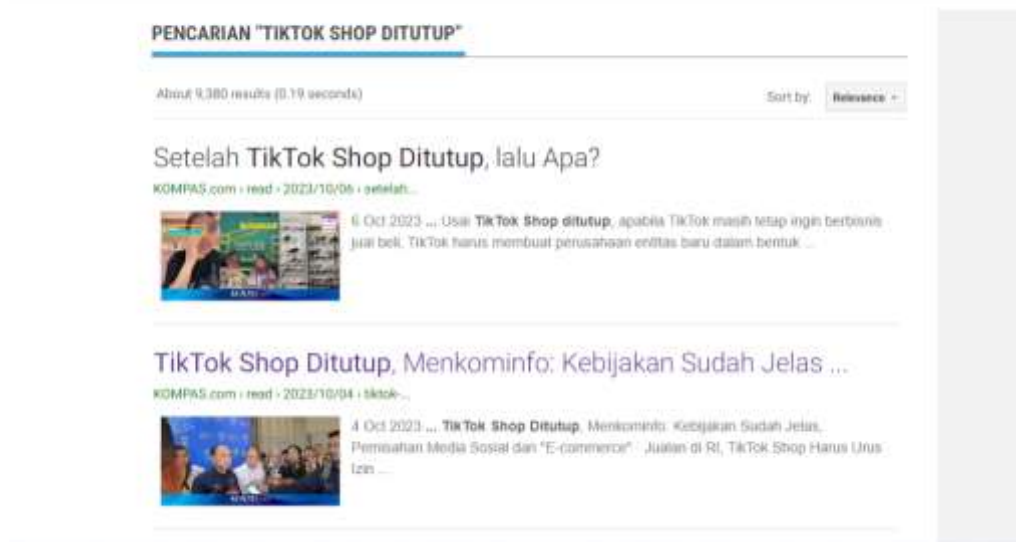 PENCARIAN "TIKTOK SHOP DITUTUP"
About 9,380 results (0.19 seconds)
Sort by: Relevance
Setelah TikTok Shop Ditutup, lalu Apa?
KOMPAS.com › read › 2023/10/06 › setelah...
6 Oct 2023 ... Usai TikTok Shop ditutup, apabila TikTok masih tetap ingin berbisnis
jual beli, TikTok harus membuat perusahaan entitas baru dalam bentuk ...
TikTok Shop Ditutup, Menkominfo: Kebijakan Sudah Jelas ...
KOMPAS.com › read › 2023/10/04 › tiktok-...
4 Oct 2023 ... TikTok Shop Ditutup, Menkominfo: Kebijakan Sudah Jelas,
Pemisahan Media Sosial dan "E-commerce" · Jualan di RI, TikTok Shop Harus Urus
Izin ...